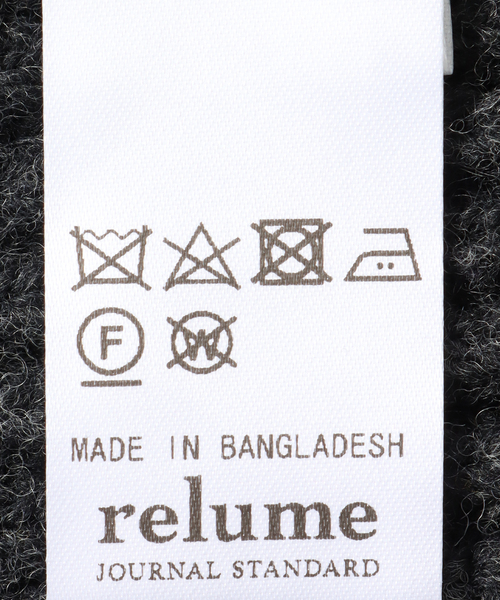 F W
MADE IN BANGLADESH
relume
JOURNAL STANDARD